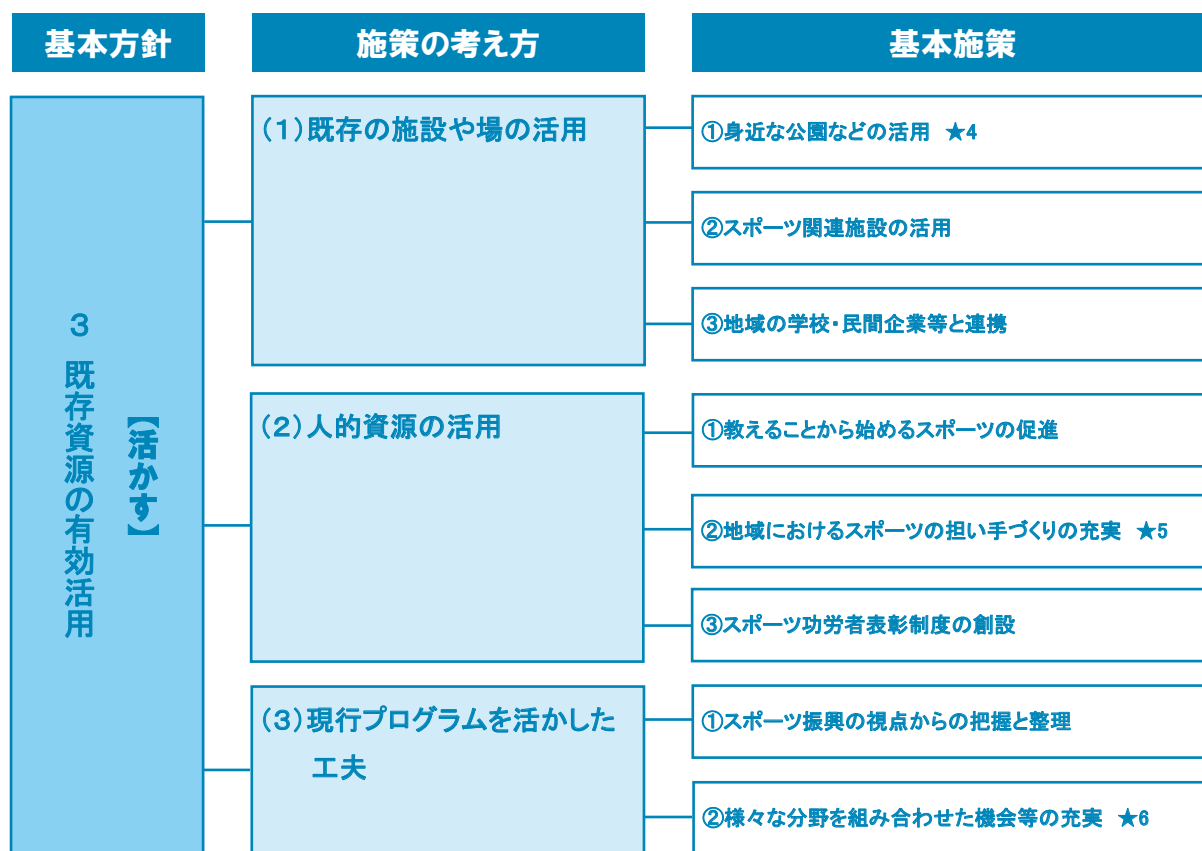 基本方針
施策の考え方
基本施策
3 既存資源の有効活用
【活かす】
(1)既存の施設や場の活用
①身近な公園などの活用 ★4
②スポーツ関連施設の活用
③地域の学校・民間企業等と連携
(2)人的資源の活用
①教えることから始めるスポーツの促進
②地域におけるスポーツの担い手づくりの充実 ★5
③スポーツ功労者表彰制度の創設
(3)現行プログラムを活かした
工夫
①スポーツ振興の視点からの把握と整理
②様々な分野を組み合わせた機会等の充実 ★6